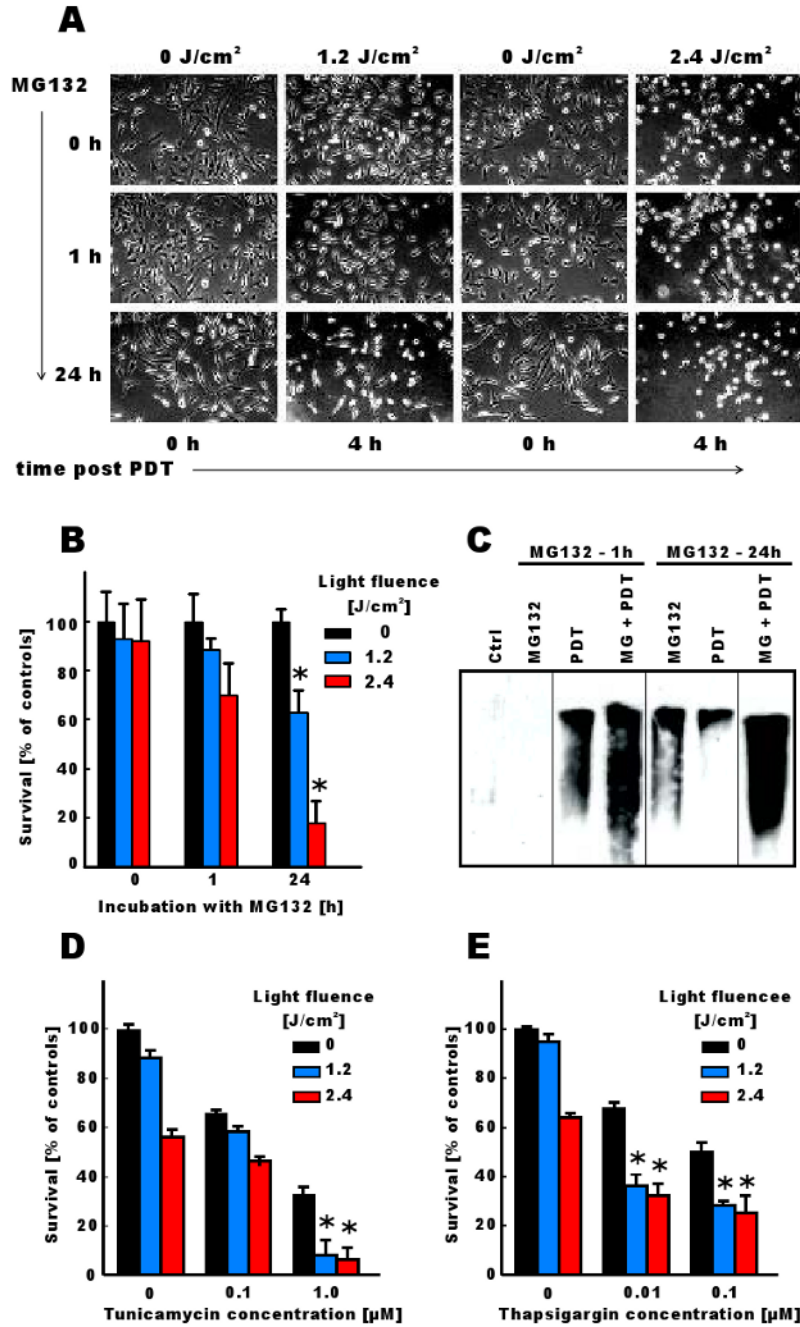 A
0 J/cm²
1.2 J/cm²
0 J/cm²
2.4 J/cm²
MG132
0 h
1 h
24 h
0 h
4 h
0 h
4 h
time post PDT
B
Light fluence
[J/cm²]
0
1.2
2.4
Survival [% of controls]
100
80
60
40
20
0
*
*
0
1
24
Incubation with MG132 [h]
C
MG132 - 1h
MG132 - 24h
Ctrl
MG132
PDT
MG + PDT
MG132
PDT
MG + PDT
D
Light fluence
[J/cm²]
0
1.2
2.4
Survival [% of controls]
100
80
60
40
20
0
*
*
0
0.1
1.0
Tunicamycin concentration [µM]
E
Light fluencee
[J/cm²]
0
1.2
2.4
Survival [% of controls]
100
80
60
40
20
0
*
*
*
*
0
0.01
0.1
Thapsigargin concentration [µM]